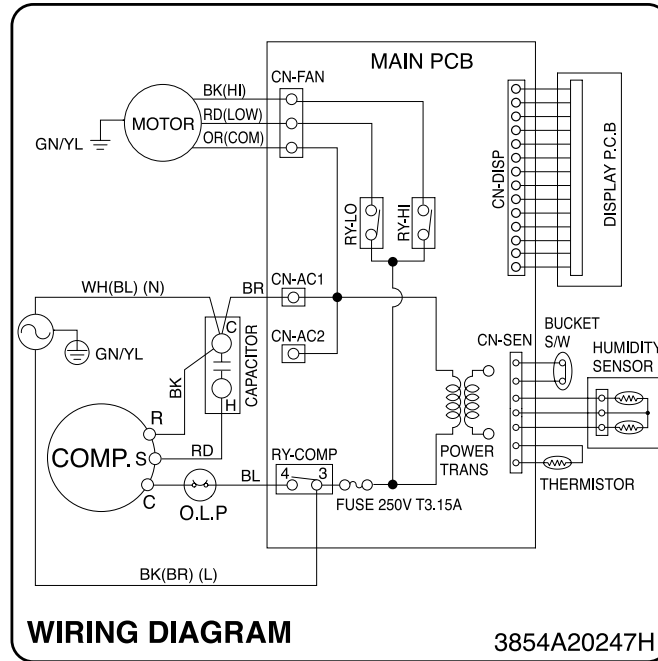 MAIN PCB
CN-FAN
BK(HI)
RD(LOW)
OR(COM)
MOTOR
GN/YL
CN-DISP
DISPLAY P.C.B
RY-LO
RY-HI
WH(BL) (N)
BR
CN-AC1
CN-AC2
GN/YL
C
H
CAPACITOR
BK
CN-SEN
BUCKET
S/W
HUMIDITY
SENSOR
R
COMP.
S
RD
C
O.L.P
BL
RY-COMP
4 3
FUSE 250V T3.15A
POWER
TRANS
THERMISTOR
BK(BR) (L)
WIRING DIAGRAM
3854A20247H